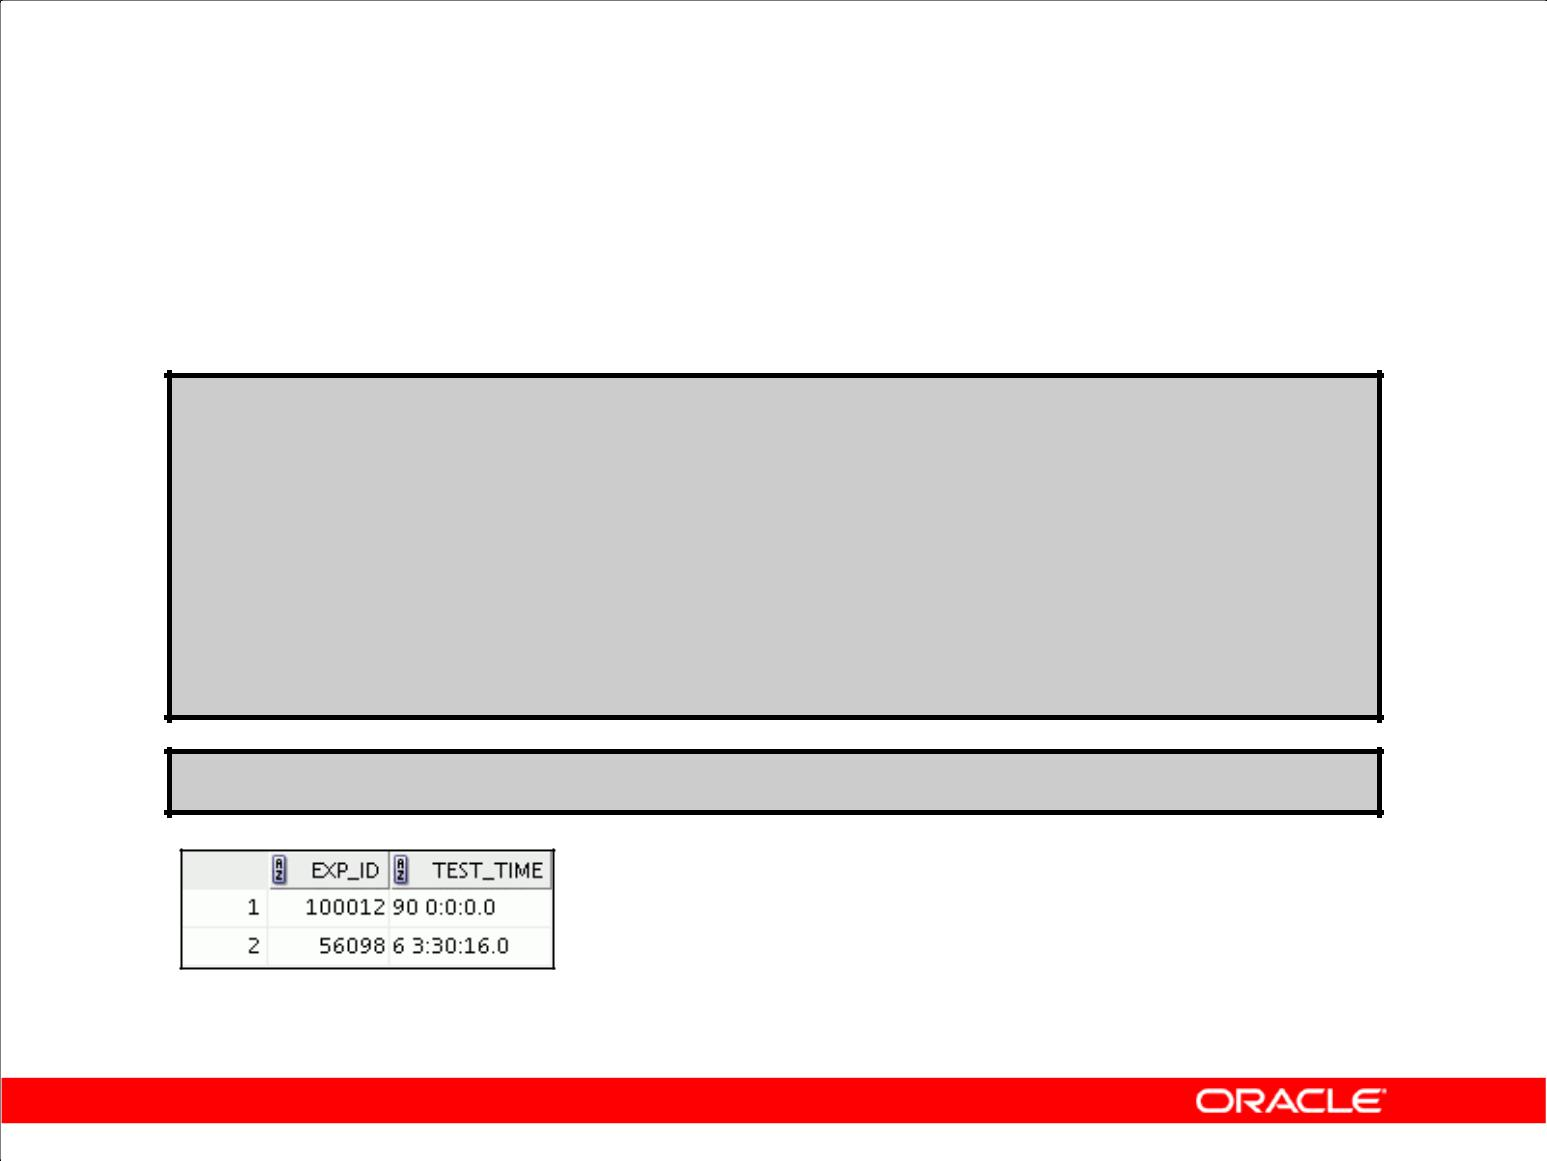 EXP_ID TEST_TIME
1 100012 90 0:0:0.0
2 56098 6 3:30:16.0
ORACLE